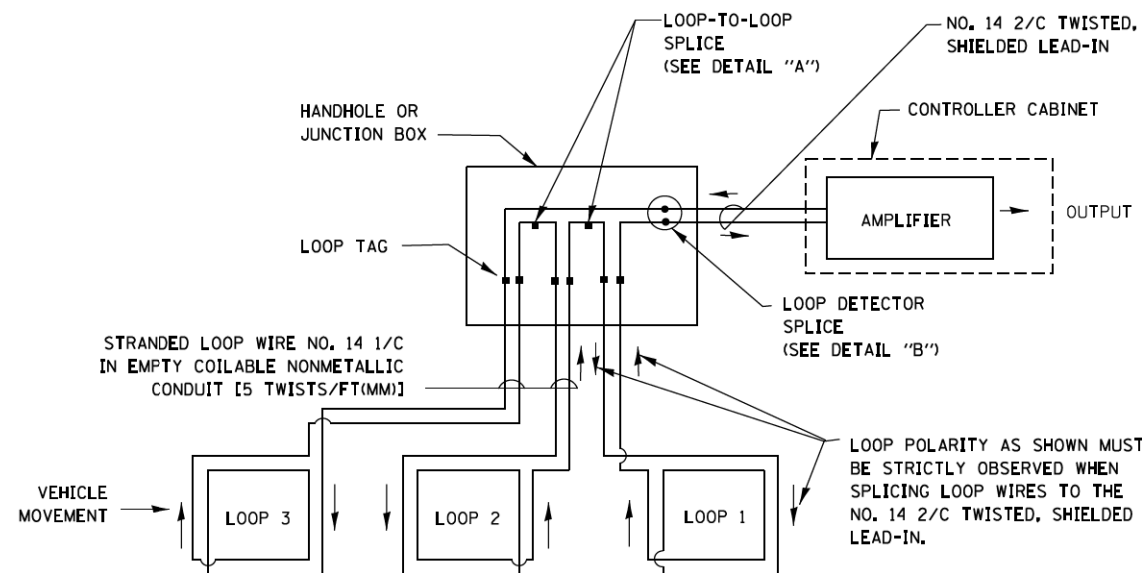 LOOP-TO-LOOP
SPLICE
(SEE DETAIL "A")
NO. 14 2/C TWISTED,
SHIELDED LEAD-IN
HANDHOLE OR
JUNCTION BOX
CONTROLLER CABINET
AMPLIFIER
OUTPUT
LOOP TAG
LOOP DETECTOR
SPLICE
(SEE DETAIL "B")
STRANDED LOOP WIRE NO. 14 1/C
IN EMPTY COILABLE NONMETALLIC
CONDUIT [5 TWISTS/FT(MM)]
LOOP POLARITY AS SHOWN MUST
BE STRICTLY OBSERVED WHEN
SPLICING LOOP WIRES TO THE
NO. 14 2/C TWISTED, SHIELDED
LEAD-IN.
VEHICLE
MOVEMENT
LOOP 3
LOOP 2
LOOP 1